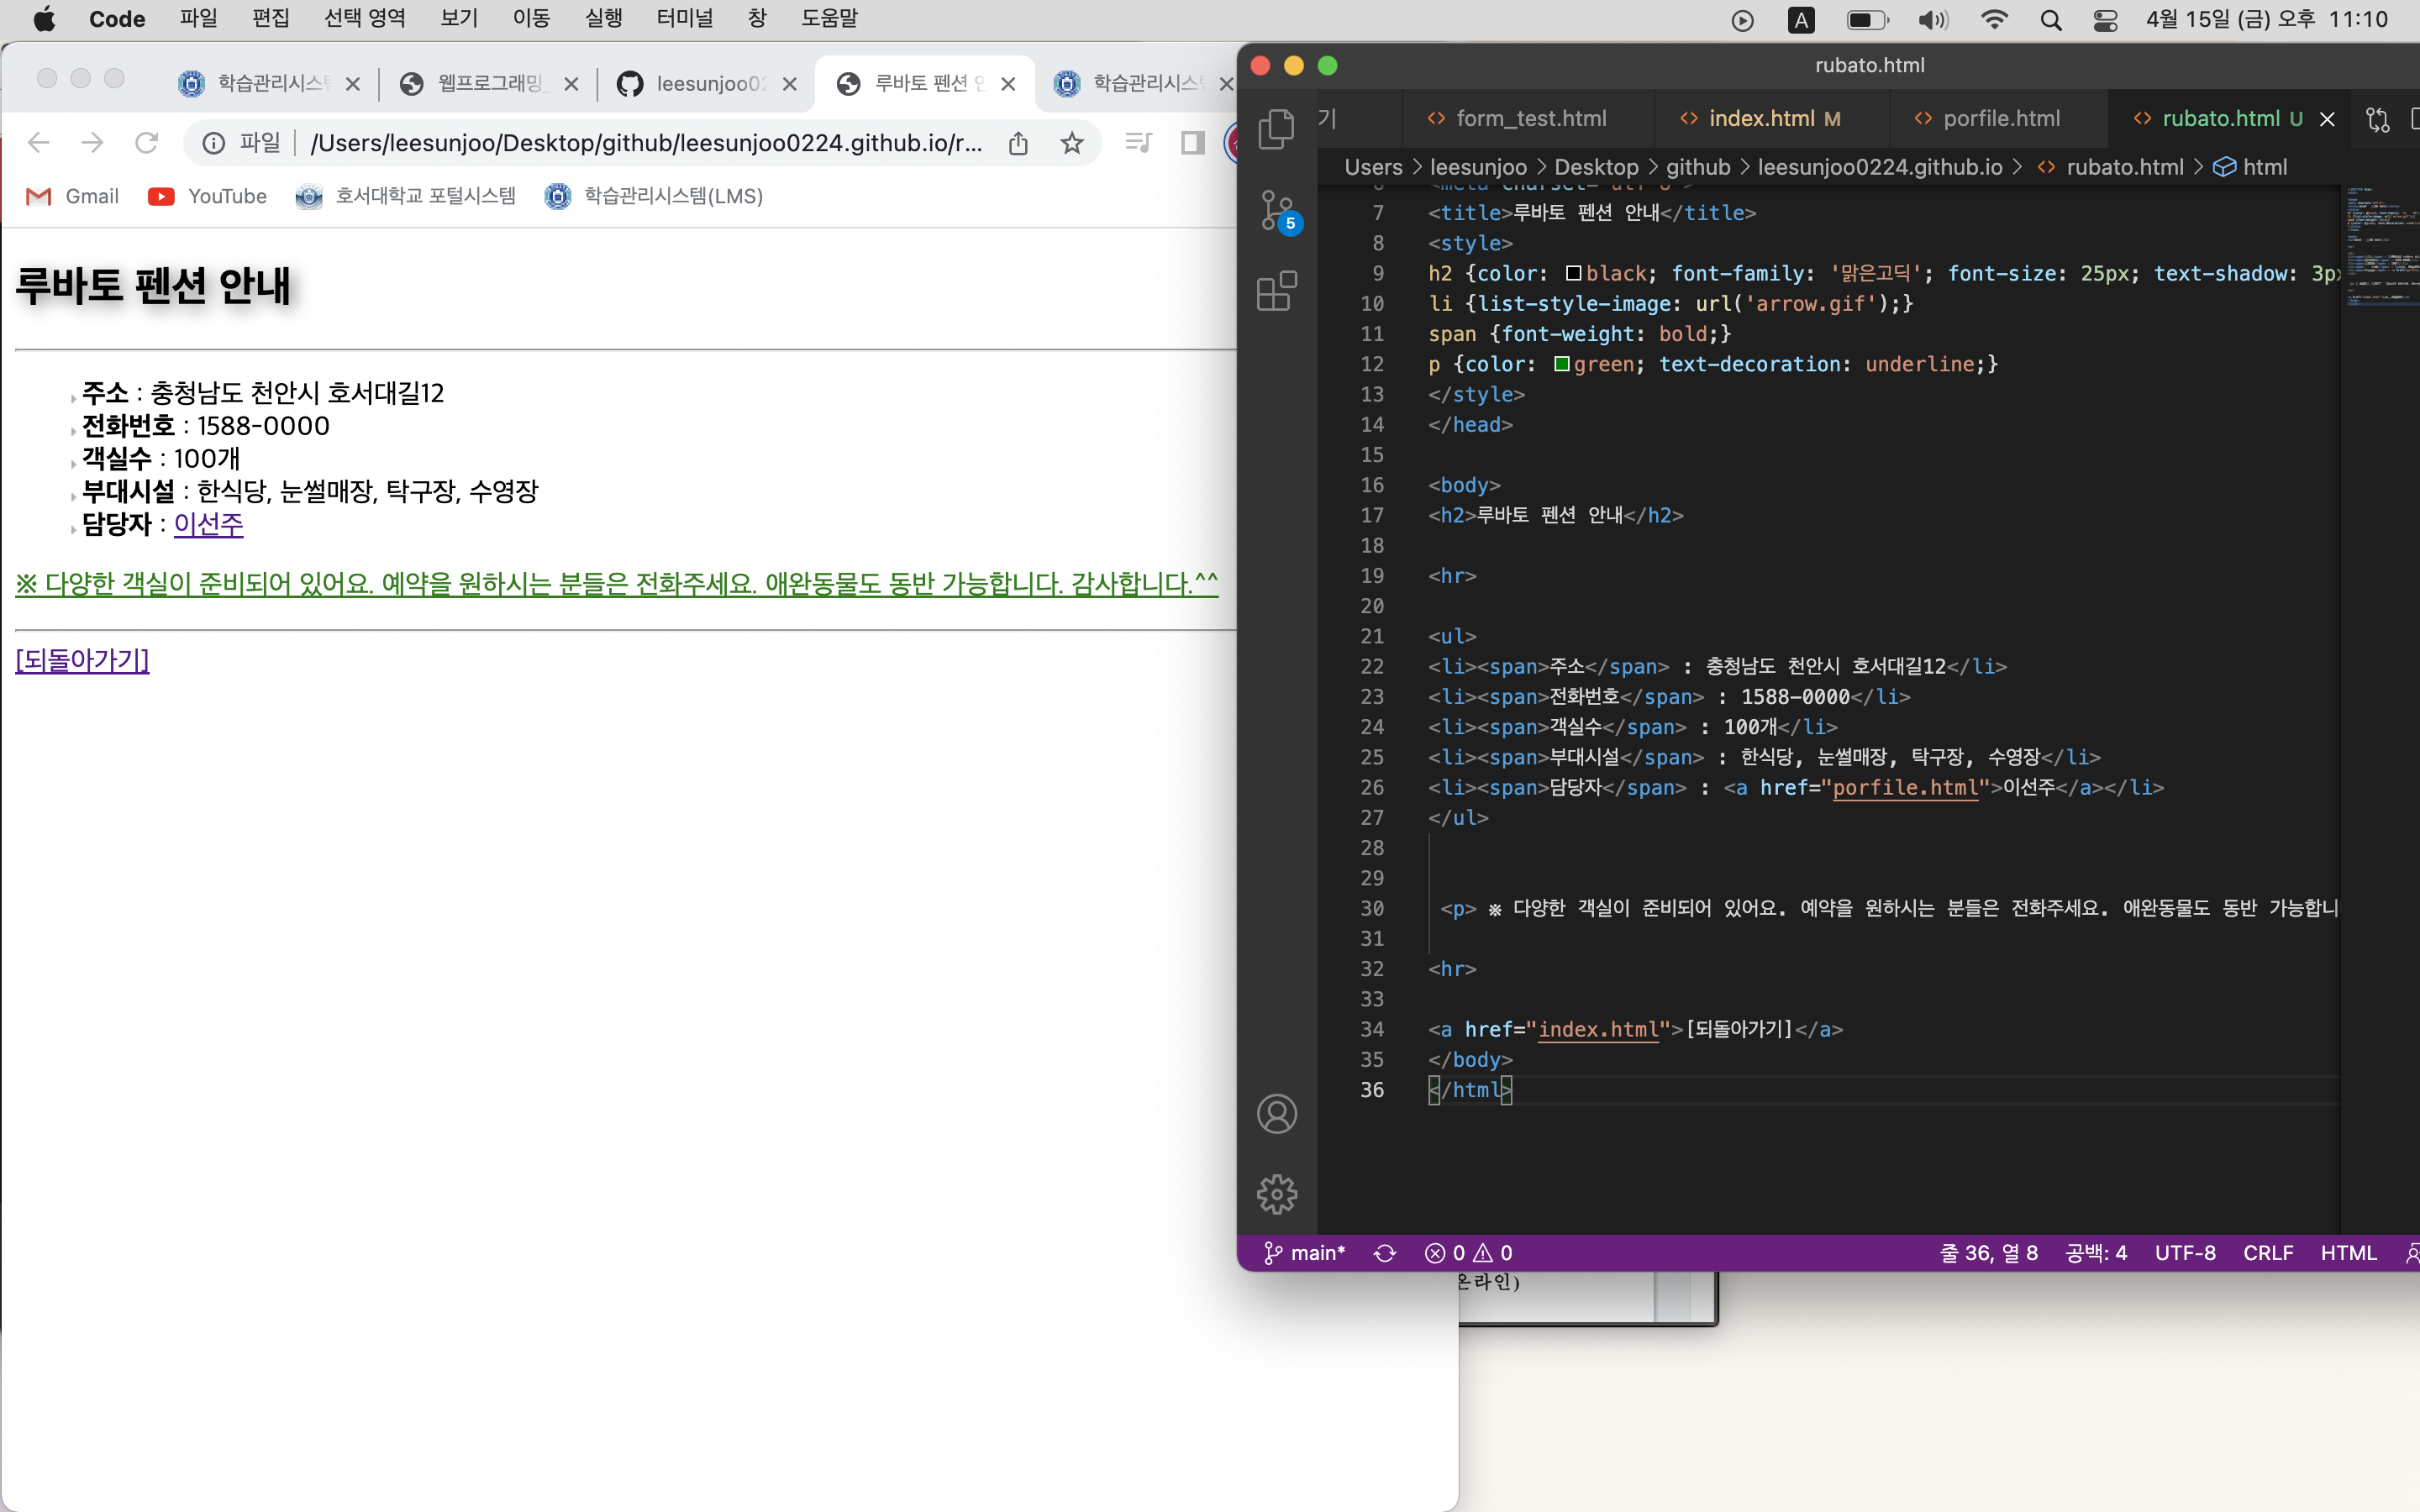 Code 파일 편집 선택 영역 보기 이동 실행 터미널 창 도움말 A 4월 15일 (금) 오후 11:10
학습관리시스템 웹프로그래밍_ leesunjoo02 루바토 펜션 안 학습관리시스템
파일 /Users/leesunjoo/Desktop/github/leesunjoo0224.github.io/r...
Gmail YouTube 호서대학교 포털시스템 학습관리시스템(LMS)
루바토 펜션 안내
주소 : 충청남도 천안시 호서대길12
전화번호 : 1588-0000
객실수 : 100개
부대시설 : 한식당, 눈썰매장, 탁구장, 수영장
담당자 : 이선주
※ 다양한 객실이 준비되어 있어요. 예약을 원하시는 분들은 전화주세요. 애완동물도 동반 가능합니다. 감사합니다.^^
[되돌아가기]
rubato.html
기 form_test.html index.html M porfile.html rubato.html U
Users > leesunjoo > Desktop > github > leesunjoo0224.github.io > rubato.html > html
6 <meta charset="utf-8">
7 <title>루바토 펜션 안내</title>
8 <style>
9 h2 {color: black; font-family: '맑은고딕'; font-size: 25px; text-shadow: 3px
10 li {list-style-image: url('arrow.gif');}
11 span {font-weight: bold;}
12 p {color: green; text-decoration: underline;}
13 </style>
14 </head>
15
16 <body>
17 <h2>루바토 펜션 안내</h2>
18
19 <hr>
20
21 <ul>
22 <li><span>주소</span> : 충청남도 천안시 호서대길12</li>
23 <li><span>전화번호</span> : 1588-0000</li>
24 <li><span>객실수</span> : 100개</li>
25 <li><span>부대시설</span> : 한식당, 눈썰매장, 탁구장, 수영장</li>
26 <li><span>담당자</span> : <a href="porfile.html">이선주</a></li>
27 </ul>
28
29
30 <p> ※ 다양한 객실이 준비되어 있어요. 예약을 원하시는 분들은 전화주세요. 애완동물도 동반 가능합니
31
32 <hr>
33
34 <a href="index.html">[되돌아가기]</a>
35 </body>
36 </html>
5
main* 0 0 줄 36, 열 8 공백: 4 UTF-8 CRLF HTML
온라인)